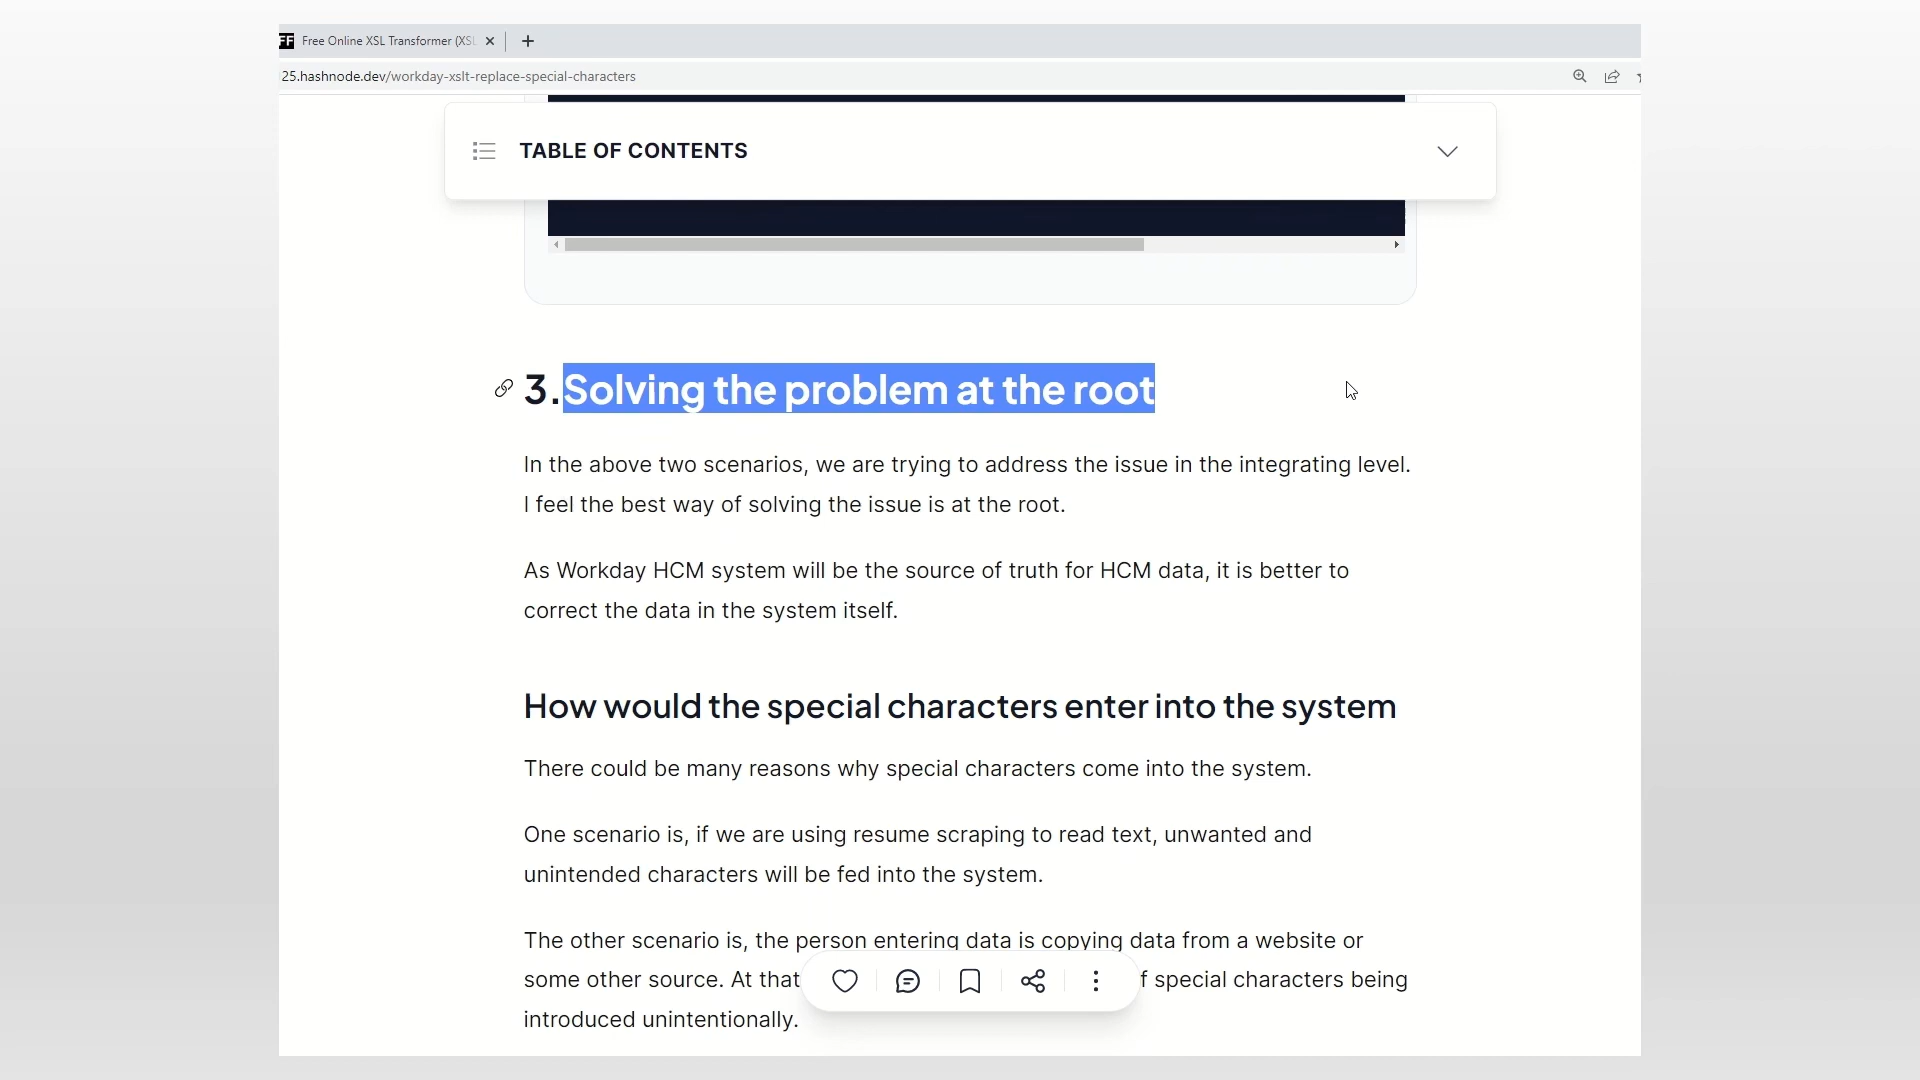 FF Free Online XSL Transformer (XSL
25.hashnode.dev/workday-xslt-replace-special-characters
TABLE OF CONTENTS
3.Solving the problem at the root
In the above two scenarios, we are trying to address the issue in the integrating level.
I feel the best way of solving the issue is at the root.
As Workday HCM system will be the source of truth for HCM data, it is better to
correct the data in the system itself.
How would the special characters enter into the system
There could be many reasons why special characters come into the system.
One scenario is, if we are using resume scraping to read text, unwanted and
unintended characters will be fed into the system.
The other scenario is, the person entering data is copying data from a website or
some other source. At that f special characters being
introduced unintentionally.